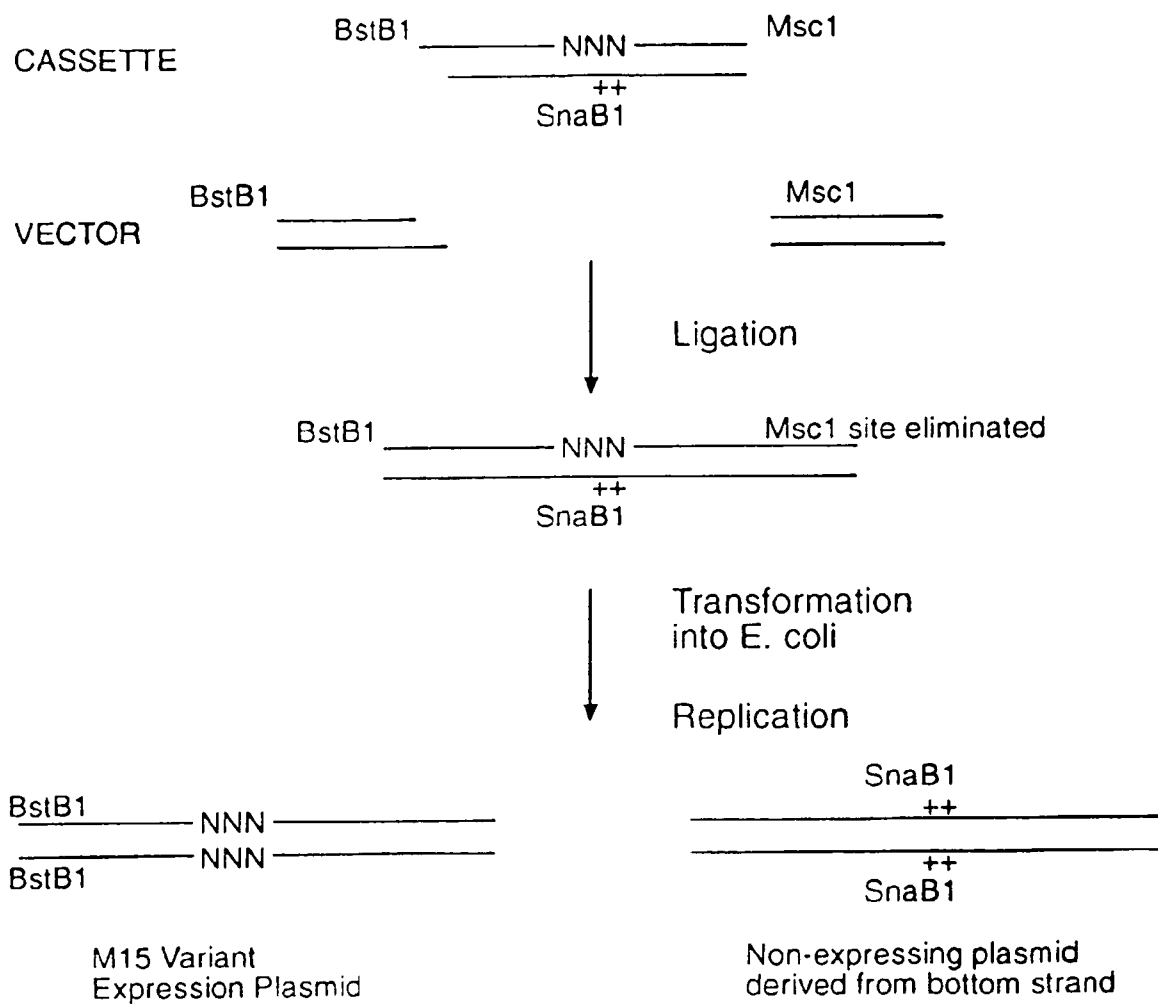 BstB1 Msc1
CASSETTE NNN
++
SnaB1
BstB1 Msc1
VECTOR
Ligation
BstB1 Msc1 site eliminated
NNN
++
SnaB1
Transformation
into E. coli
Replication
SnaB1
BstB1 ++
NNN
NNN
BstB1 ++
SnaB1
M15 Variant
Expression Plasmid
Non-expressing plasmid
derived from bottom strand